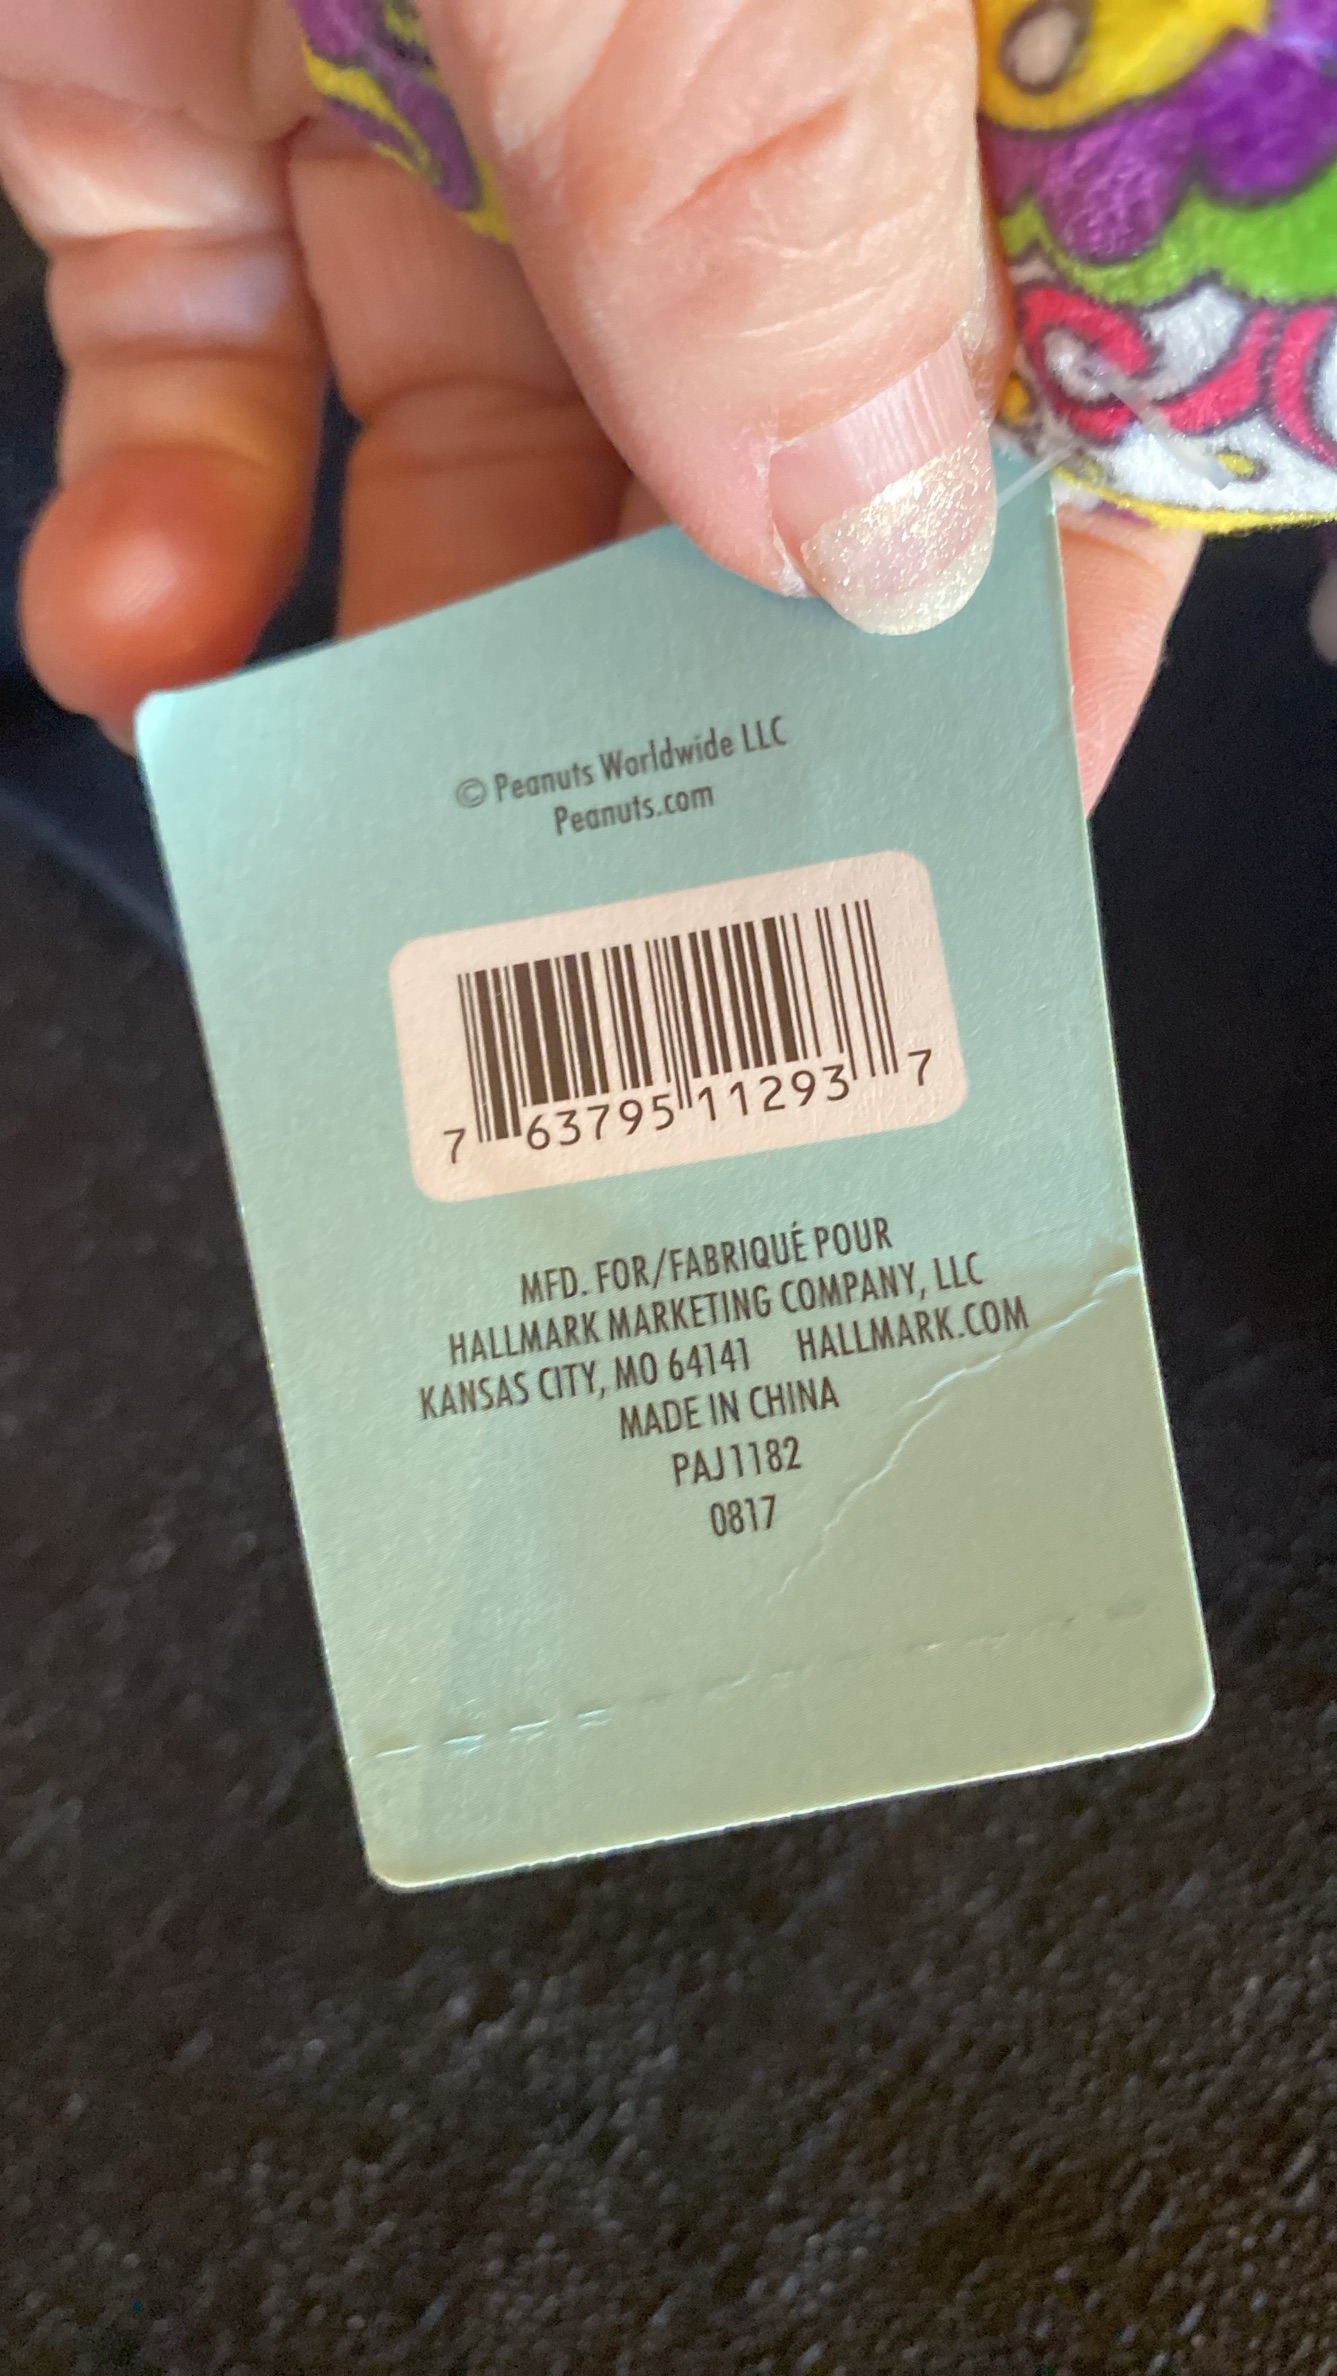 © Peanuts Worldwide LLC
Peanuts.com
7 63795 11293 7
MFD. FOR/FABRIQUÉ POUR
HALLMARK MARKETING COMPANY, LLC
KANSAS CITY, MO 64141 HALLMARK.COM
MADE IN CHINA
PAJ1182
0817